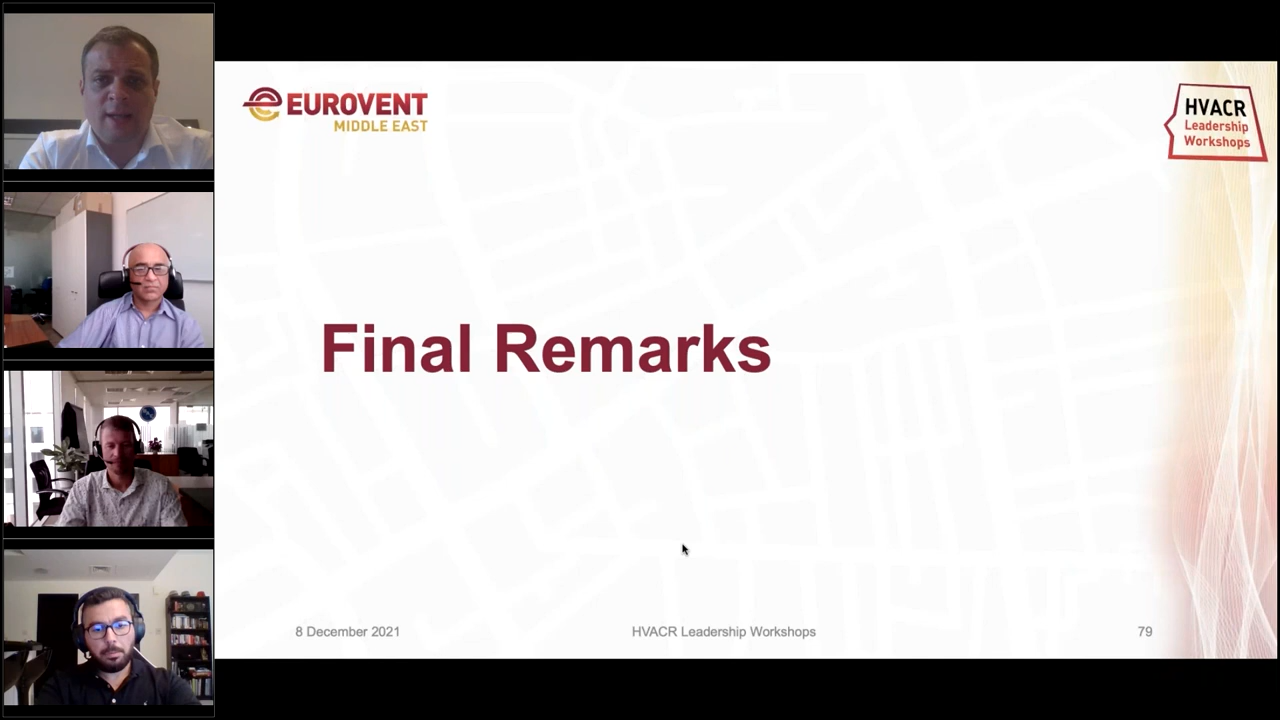 EUROVENT
MIDDLE EAST
HVACR
Leadership
Workshops
Final Remarks
8 December 2021
HVACR Leadership Workshops
79